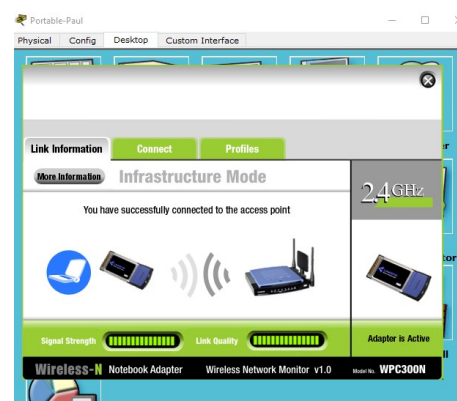 Portable-Paul
Physical Config Desktop Custom Interface
Link Information Connect Profiles
More Information Infrastructure Mode
2.4GHz
You have successfully connected to the access point
Signal Strength Link Quality Adapter is Active
Wireless-N Notebook Adapter Wireless Network Monitor v1.0 Model No. WPC300N